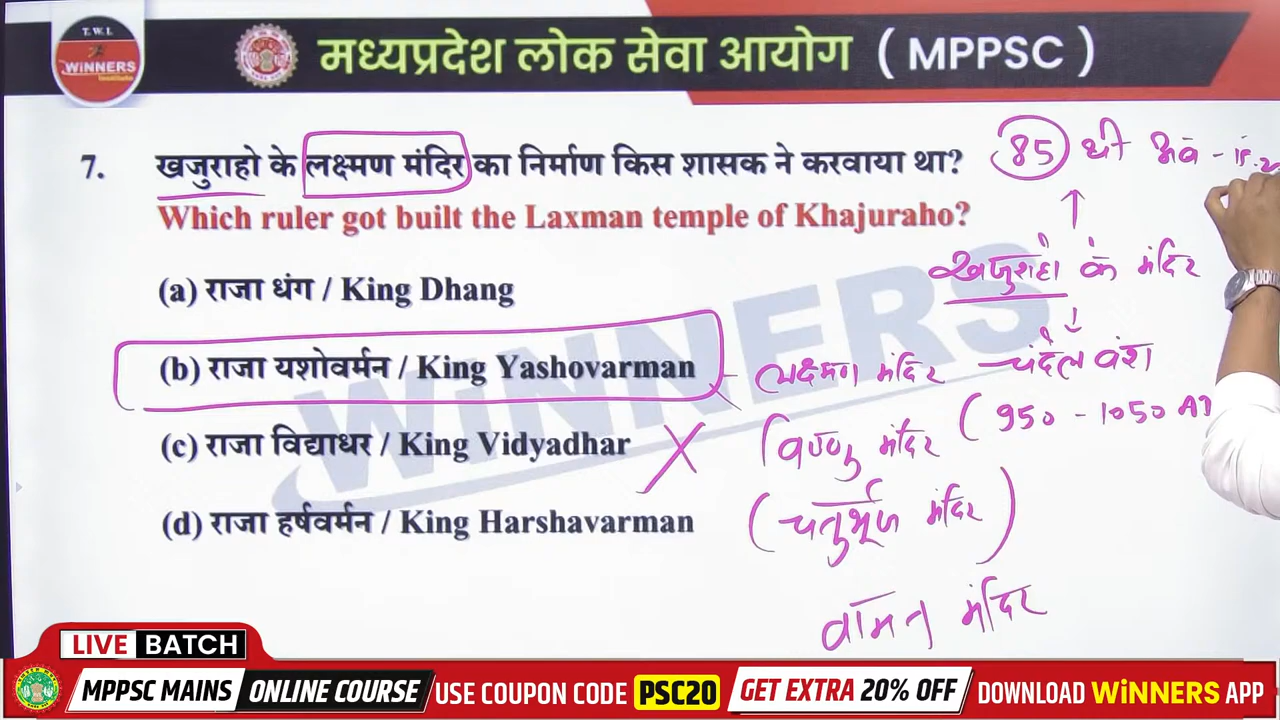 T. W. I.
WiNNERS
मध्यप्रदेश लोक सेवा आयोग ( MPPSC )
7. खजुराहो के लक्ष्मण मंदिर का निर्माण किस शासक ने करवाया था?
85 थी
Which ruler got built the Laxman temple of Khajuraho?
खजुराहो के मंदिर
(a) राजा धंग / King Dhang
(b) राजा यशोवर्मन / King Yashovarman
लक्ष्मण मंदिर
चंदेल वंश
(950 - 1050 AD
(c) राजा विद्याधर / King Vidyadhar
विष्णु मंदिर
(d) राजा हर्षवर्मन / King Harshavarman
(चतुर्भुज मंदिर)
वामन मंदिर
WiNNERS
LIVE BATCH
MPPSC MAINS ONLINE COURSE USE COUPON CODE PSC20 GET EXTRA 20% OFF DOWNLOAD WiNNERS APP